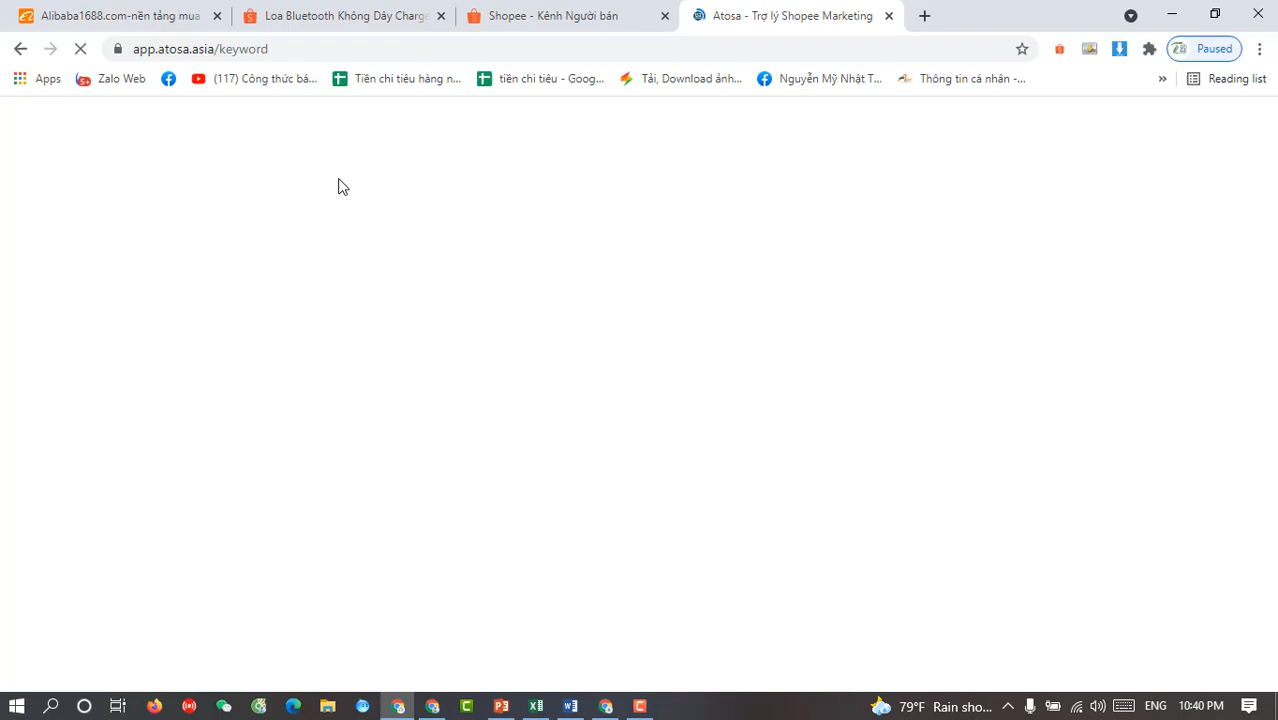 Alibaba1688.com-nền tảng mua
Loa Bluetooth Không Dây Charge
Shopee - Kênh Người bán
Atosa - Trợ lý Shopee Marketing
app.atosa.asia/keyword
Paused
Apps
Zalo Web
(117) Công thức bá...
Tiền chi tiêu hàng n...
tiền chi tiêu - Goog...
Tải, Download ảnh...
Nguyễn Mỹ Nhật T...
Thông tin cá nhân -...
»
Reading list
79°F Rain sho...
ENG
10:40 PM